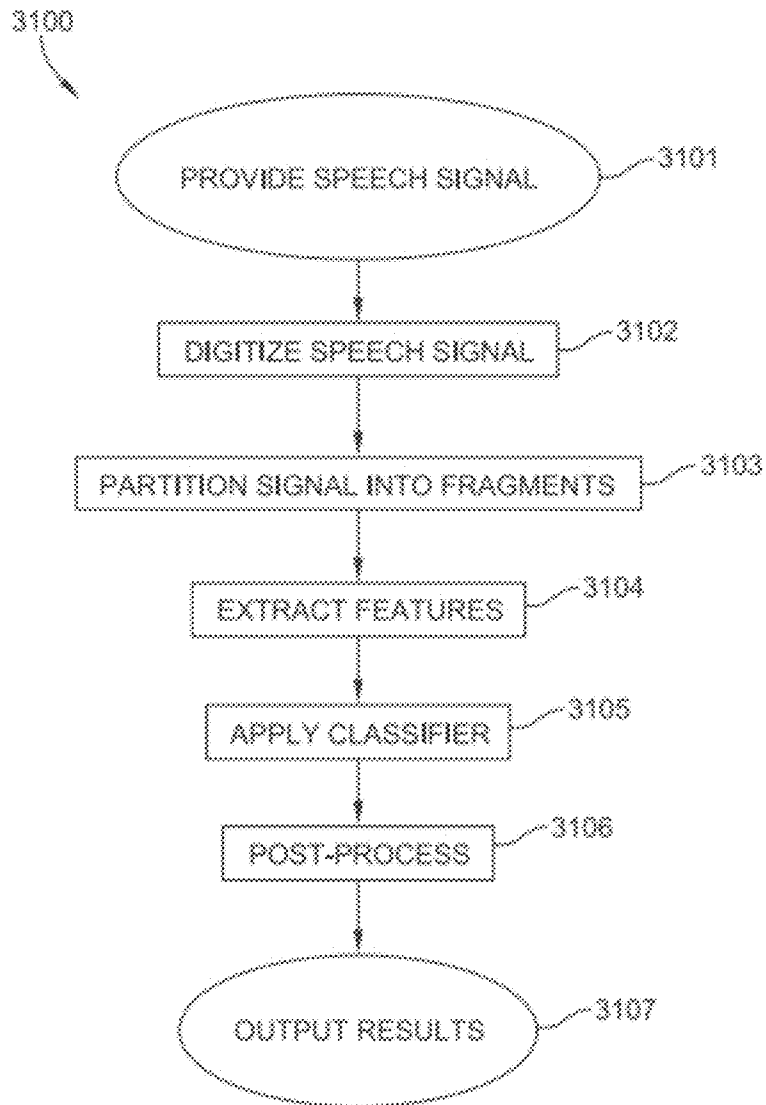 3100
PROVIDE SPEECH SIGNAL
3101
DIGITIZE SPEECH SIGNAL
3102
PARTITION SIGNAL INTO FRAGMENTS
3103
EXTRACT FEATURES
3104
APPLY CLASSIFIER
3105
POST-PROCESS
3106
OUTPUT RESULTS
3107